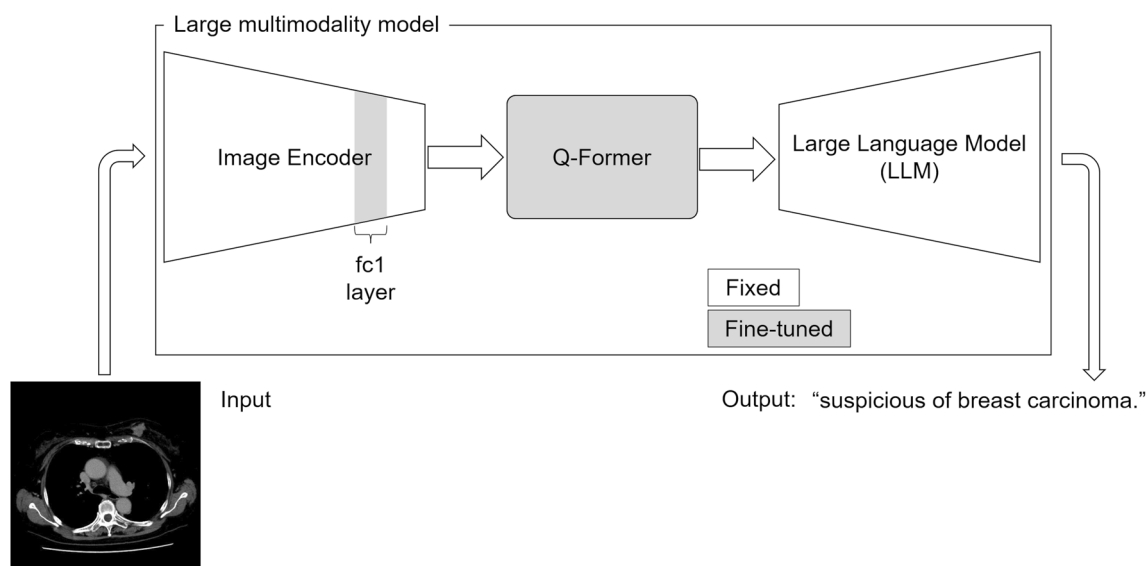 Large multimodality model
Image Encoder
Q-Former
Large Language Model
(LLM)
fc1
layer
Fixed
Fine-tuned
Input
Output: “suspicious of breast carcinoma.”